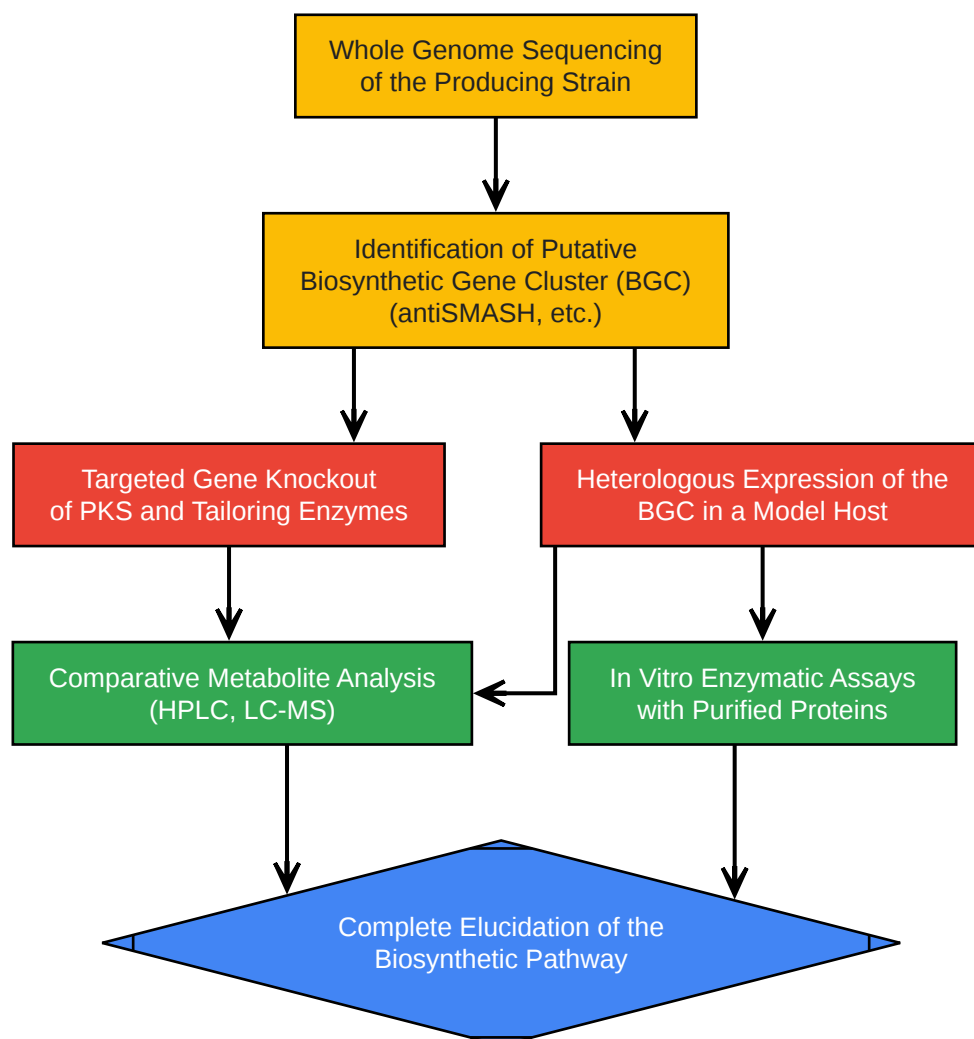 Whole Genome Sequencing
of the Producing Strain
Identification of Putative
Biosynthetic Gene Cluster (BGC)
(antiSMASH, etc.)
Targeted Gene Knockout
of PKS and Tailoring Enzymes
Heterologous Expression of the
BGC in a Model Host
Comparative Metabolite Analysis
(HPLC, LC-MS)
In Vitro Enzymatic Assays
with Purified Proteins
Complete Elucidation of the
Biosynthetic Pathway